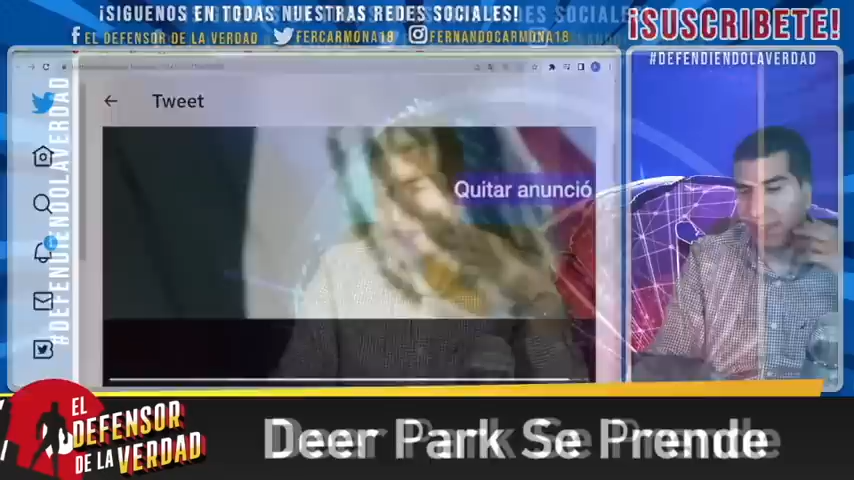 ¡SIGUENOS EN TODAS NUESTRAS REDES SOCIALES!
EL DEFENSOR DE LA VERDAD FERCARMONA18 FERNANDOCARMONA18
¡SUSCRIBETE!
#DEFENDIENDOLAVERDAD
#DEFENDIENDOLAVERDAD
Tweet
Quitar anunció
EL
DEFENSOR
DE LA VERDAD
Deer Park Se Prende